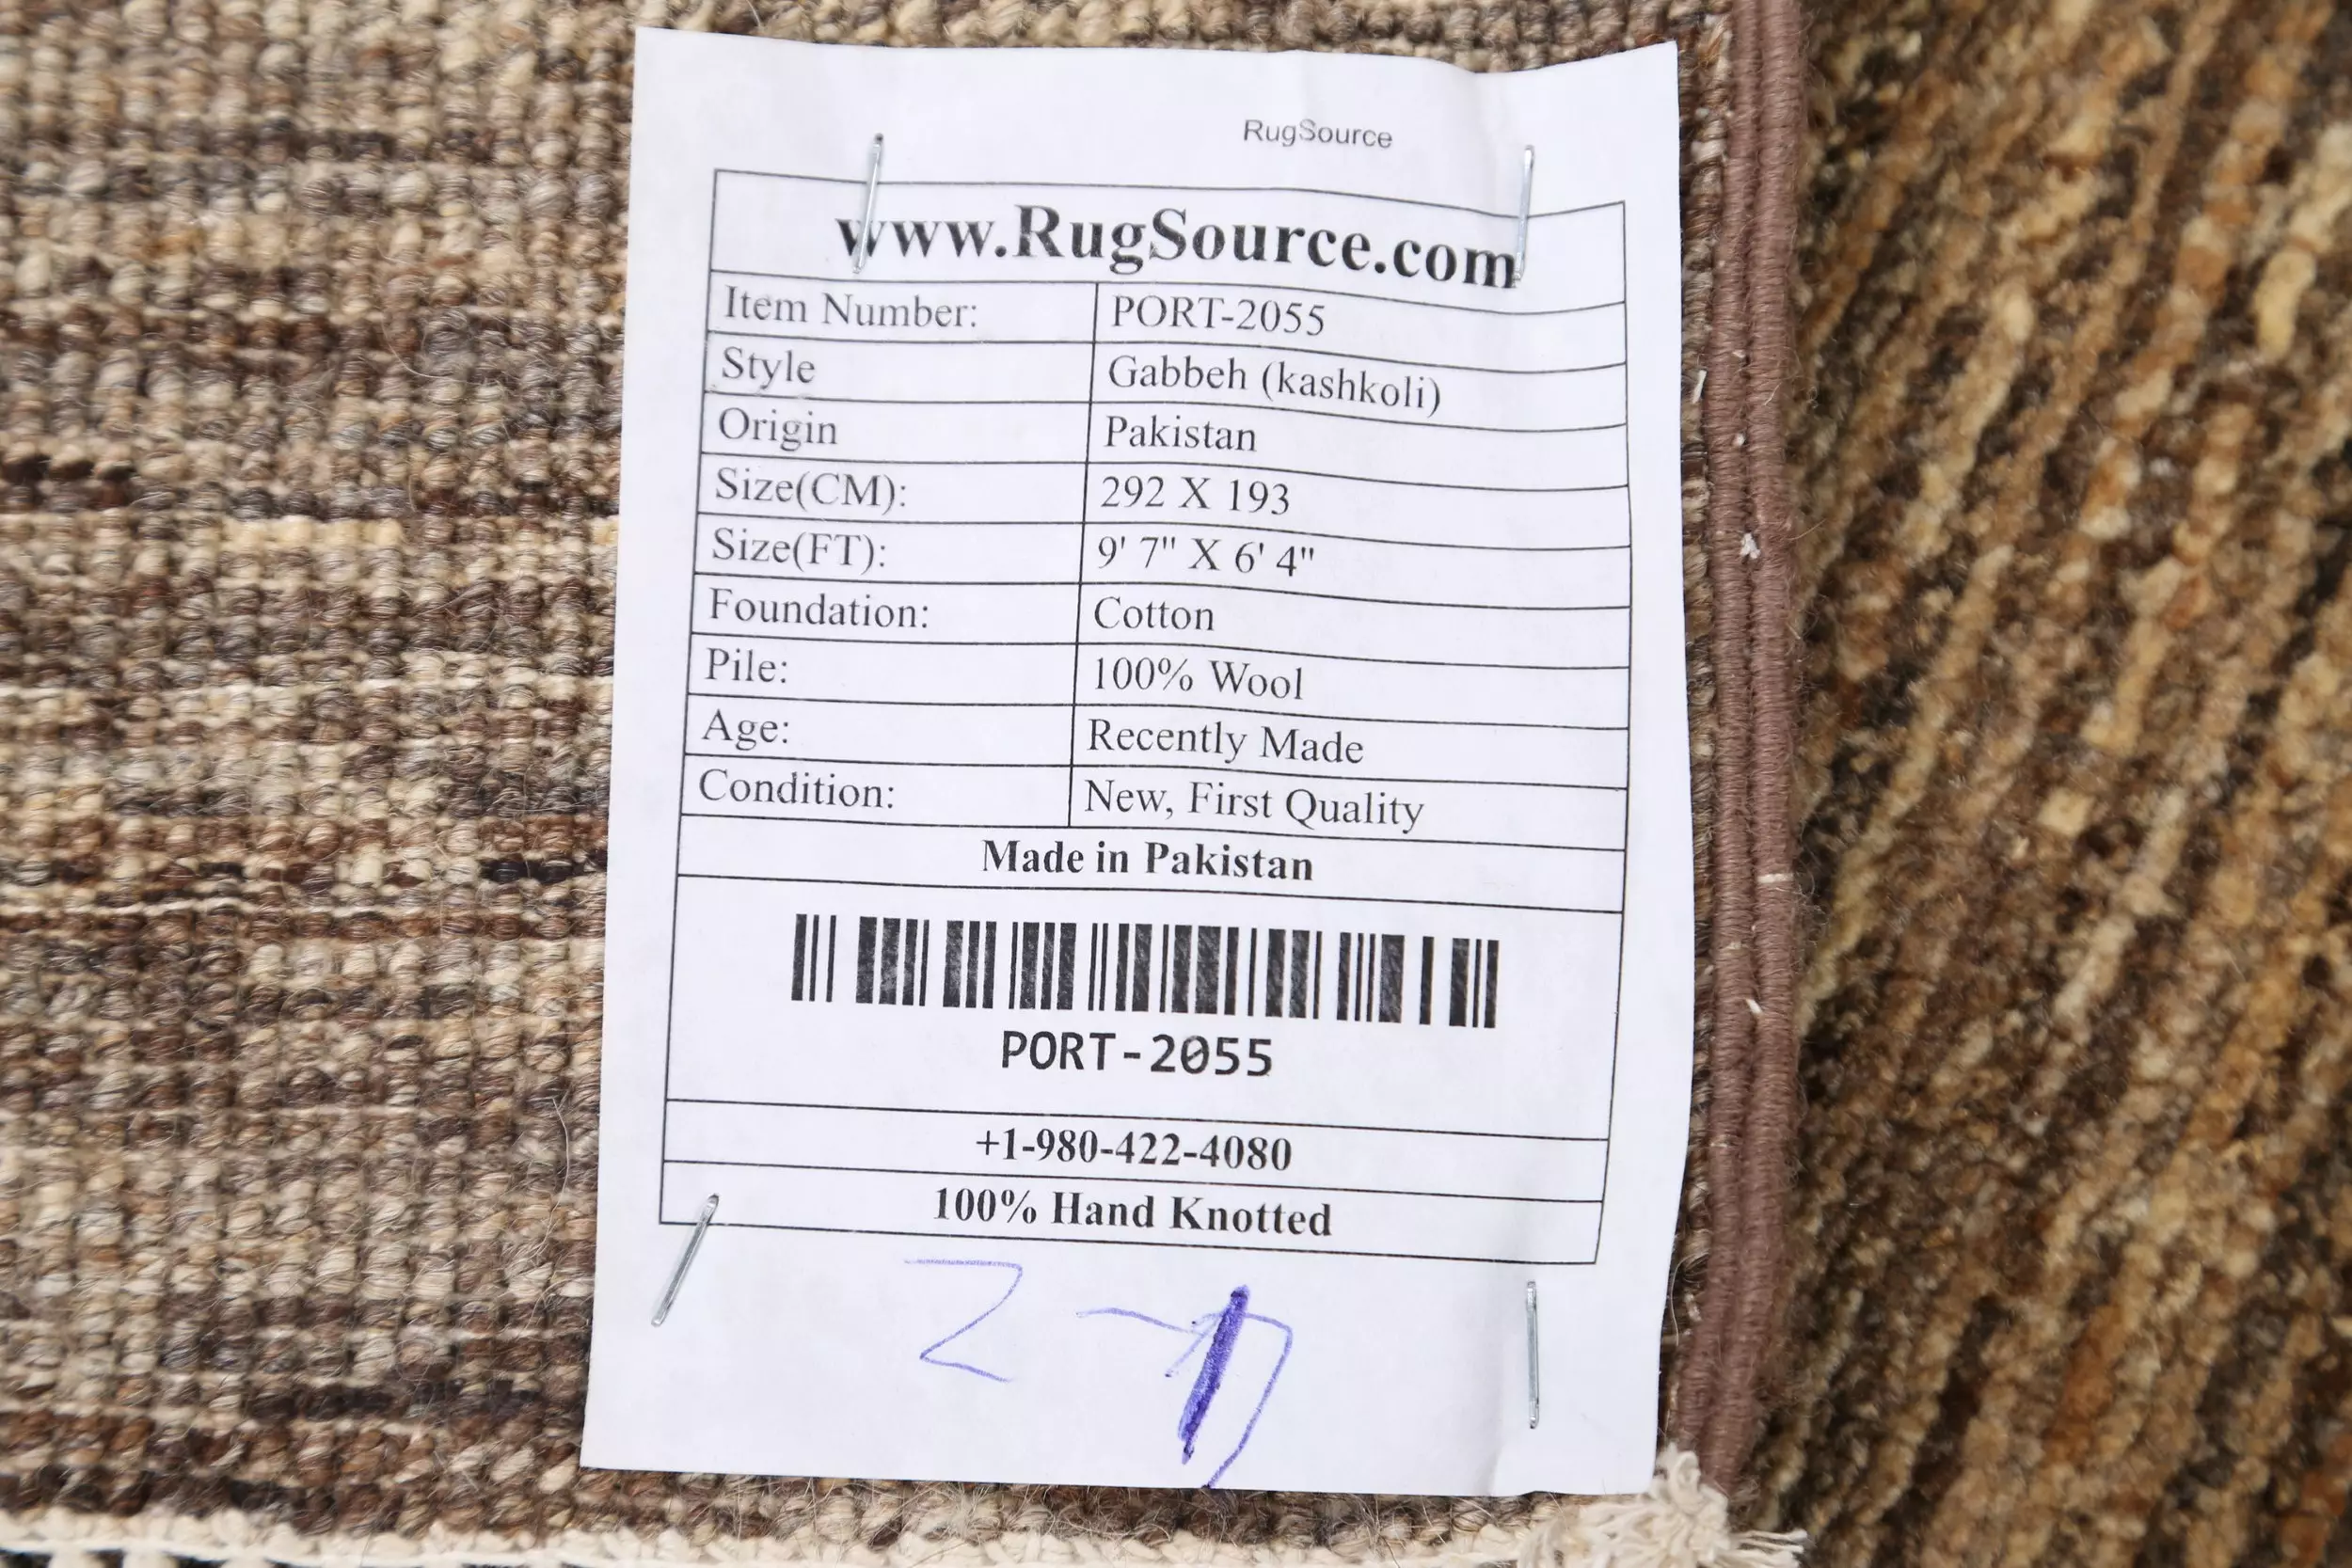 RugSource
www.RugSource.com
Item Number: PORT-2055
Style Gabbeh (kashkoli)
Origin Pakistan
Size(CM): 292 X 193
Size(FT): 9' 7" X 6' 4"
Foundation: Cotton
Pile: 100% Wool
Age: Recently Made
Condition: New, First Quality
Made in Pakistan
PORT-2055
+1-980-422-4080
100% Hand Knotted